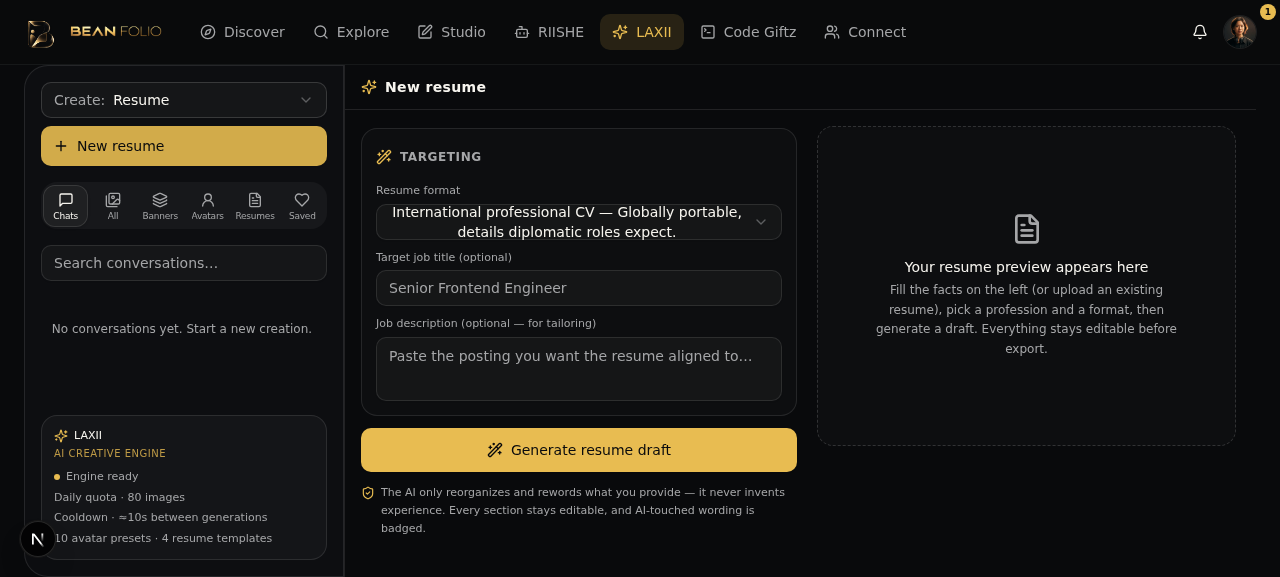 BEAN FOLIO
Discover
Explore
Studio
RIISHE
LAXII
Code Giftz
Connect
1
Create: Resume
New resume
Chats
All
Banners
Avatars
Resumes
Saved
Search conversations...
No conversations yet. Start a new creation.
LAXII
AI CREATIVE ENGINE
Engine ready
Daily quota · 80 images
Cooldown · ≈10s between generations
10 avatar presets · 4 resume templates
N
New resume
TARGETING
Resume format
International professional CV — Globally portable,
details diplomatic roles expect.
Target job title (optional)
Senior Frontend Engineer
Job description (optional — for tailoring)
Paste the posting you want the resume aligned to...
Generate resume draft
The AI only reorganizes and rewords what you provide — it never invents
experience. Every section stays editable, and AI-touched wording is
badged.
Your resume preview appears here
Fill the facts on the left (or upload an existing
resume), pick a profession and a format, then
generate a draft. Everything stays editable before
export.